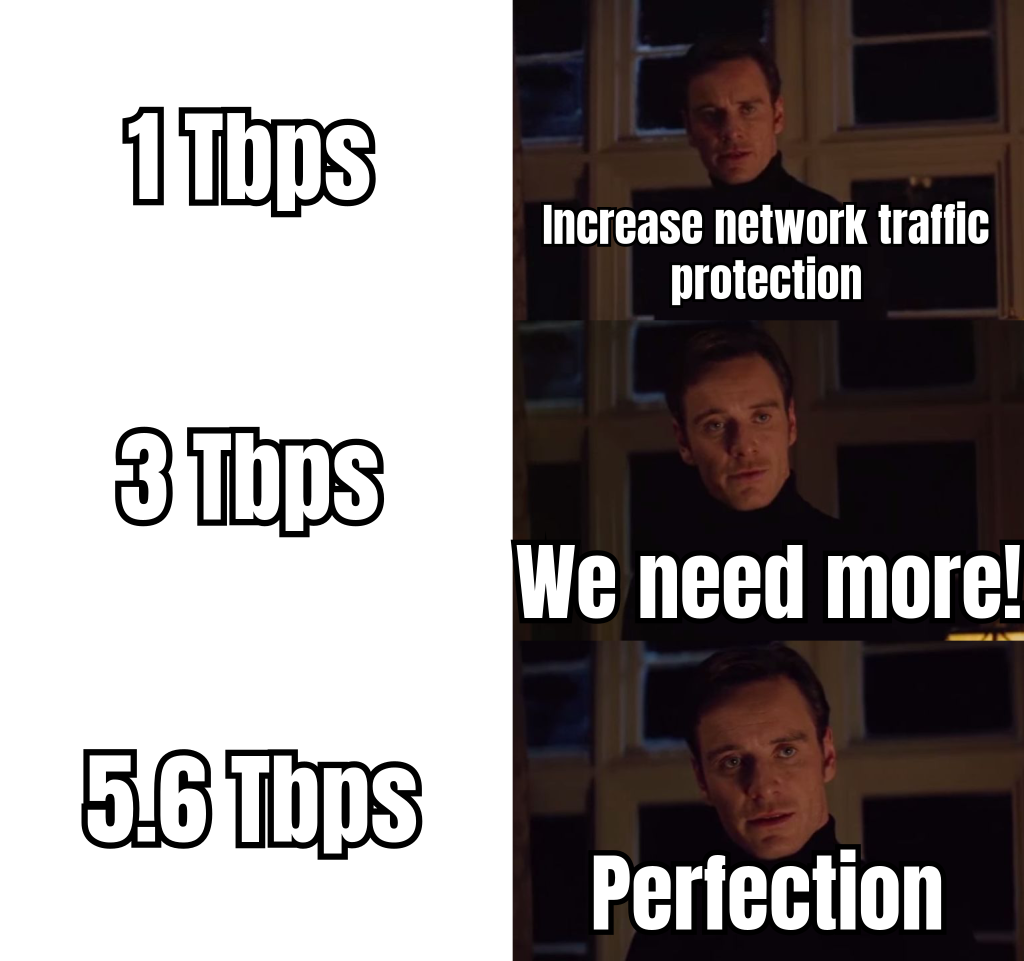 1 Tbps
Increase network traffic
protection
3 Tbps
We need more!
5.6 Tbps
Perfection